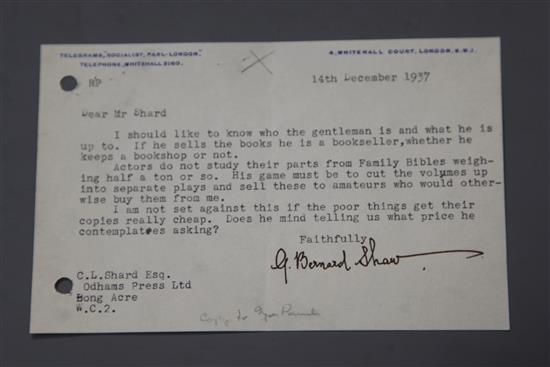 TELEGRAMS, "SOCIALIST, PARL-LONDON."
TELEPHONE, WHITEHALL 3160.
4, WHITEHALL COURT, LONDON, S.W.1.
RP
14th December 1937
Dear Mr Shard
I should like to know who the gentleman is and what he is
up to. If he sells the books he is a bookseller,whether he
keeps a bookshop or not.
Actors do not study their parts from Family Bibles weigh-
ing half a ton or so. His game must be to cut the volumes up
into separate plays and sell these to amateurs who would other-
wise buy them from me.
I am not set against this if the poor things get their
copies really cheap. Does he mind telling us what price he
contemplates asking?
Faithfully
G. Bernard Shaw
C.L.Shard Esq.
Odhams Press Ltd
Long Acre
W.C.2.
Copy to